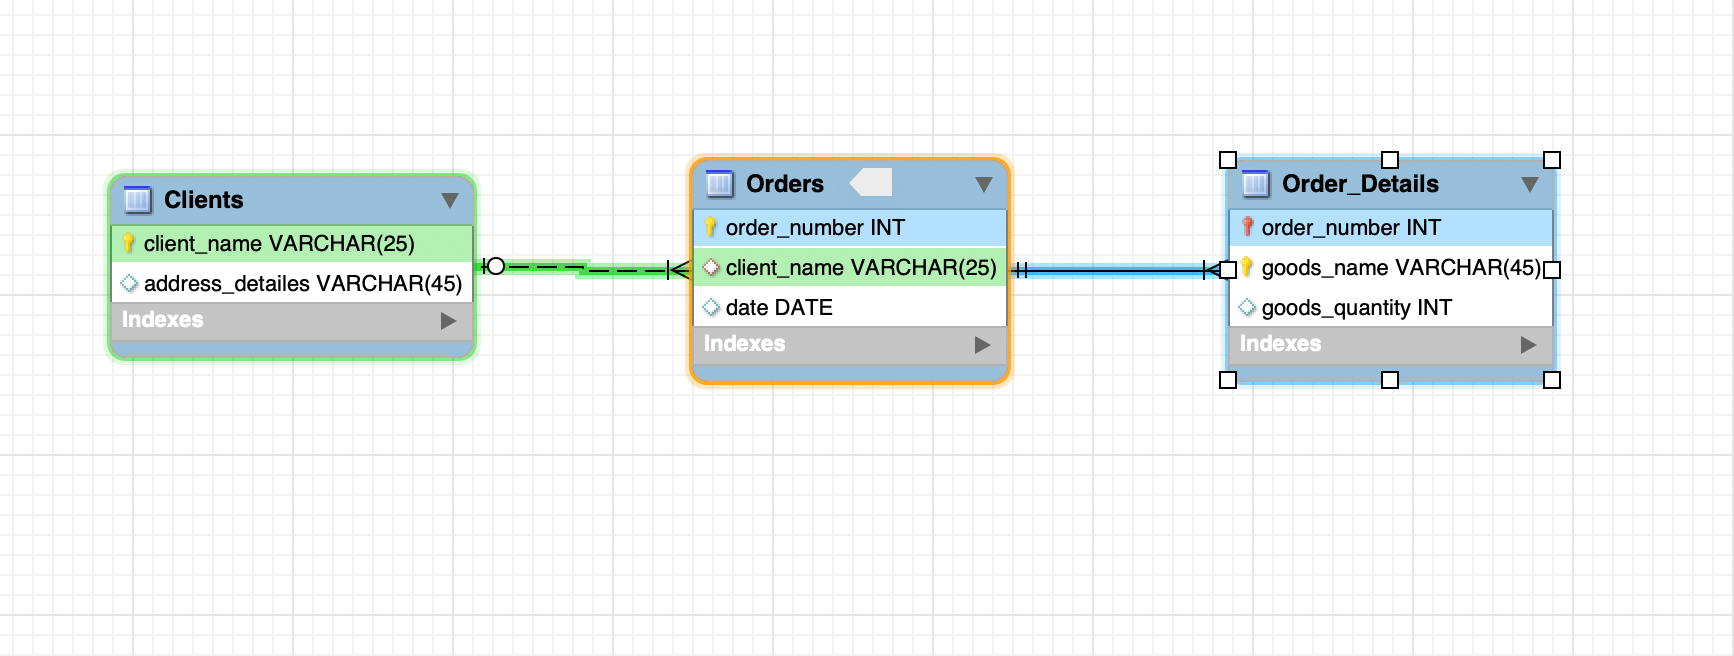 Clients
client_name VARCHAR(25)
address_detailes VARCHAR(45)
Indexes
Orders
order_number INT
client_name VARCHAR(25)
date DATE
Indexes
Order_Details
order_number INT
goods_name VARCHAR(45)
goods_quantity INT
Indexes